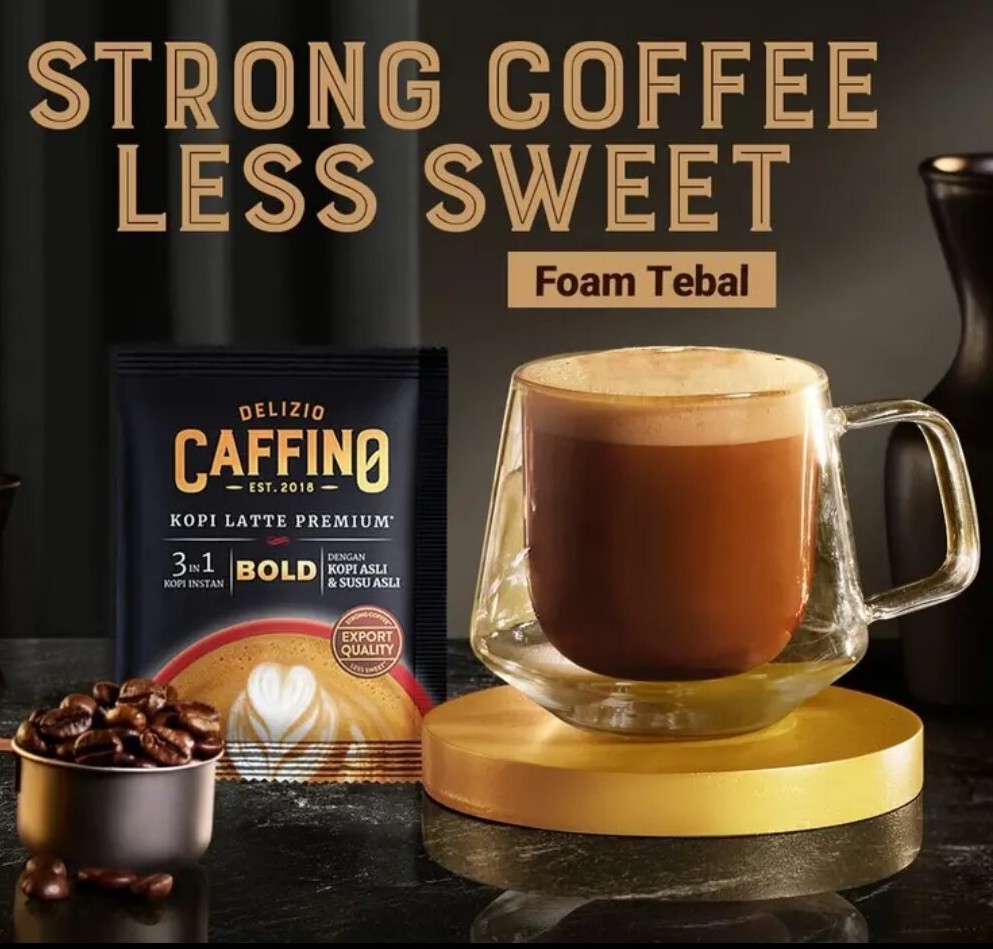 STRONG COFFEE
LESS SWEET
Foam Tebal
DELIZIO
CAFFINO
EST. 2018
KOPI LATTE PREMIUM*
3 IN 1
KOPI INSTAN
BOLD
DENGAN
KOPI ASLI
& SUSU ASLI
STRONG COFFEE
EXPORT
QUALITY
LESS SWEET